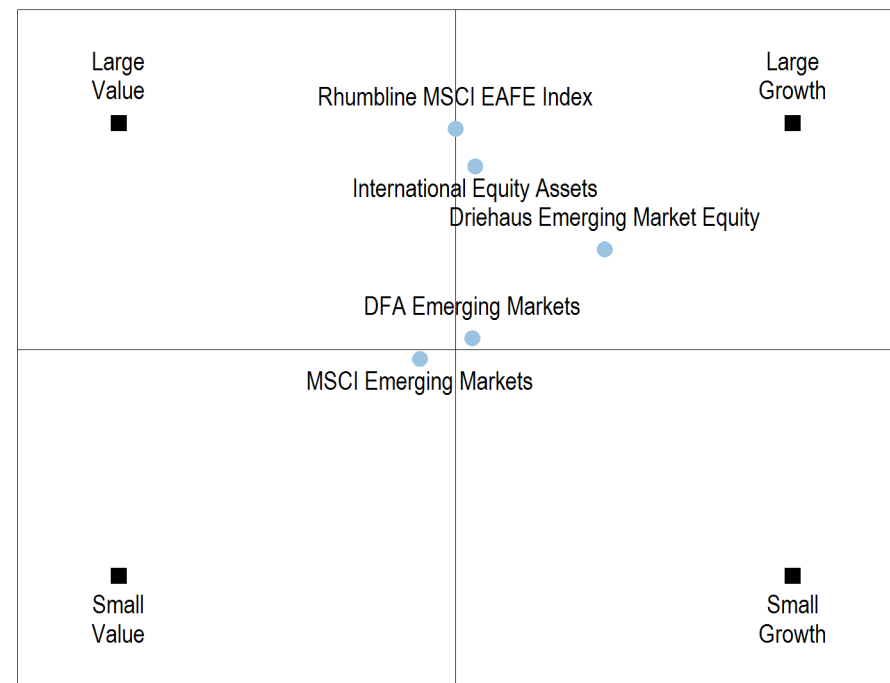 Large
Value
Large
Growth
Rhumbline MSCI EAFE Index
International Equity Assets
Driehaus Emerging Market Equity
DFA Emerging Markets
MSCI Emerging Markets
Small
Value
Small
Growth